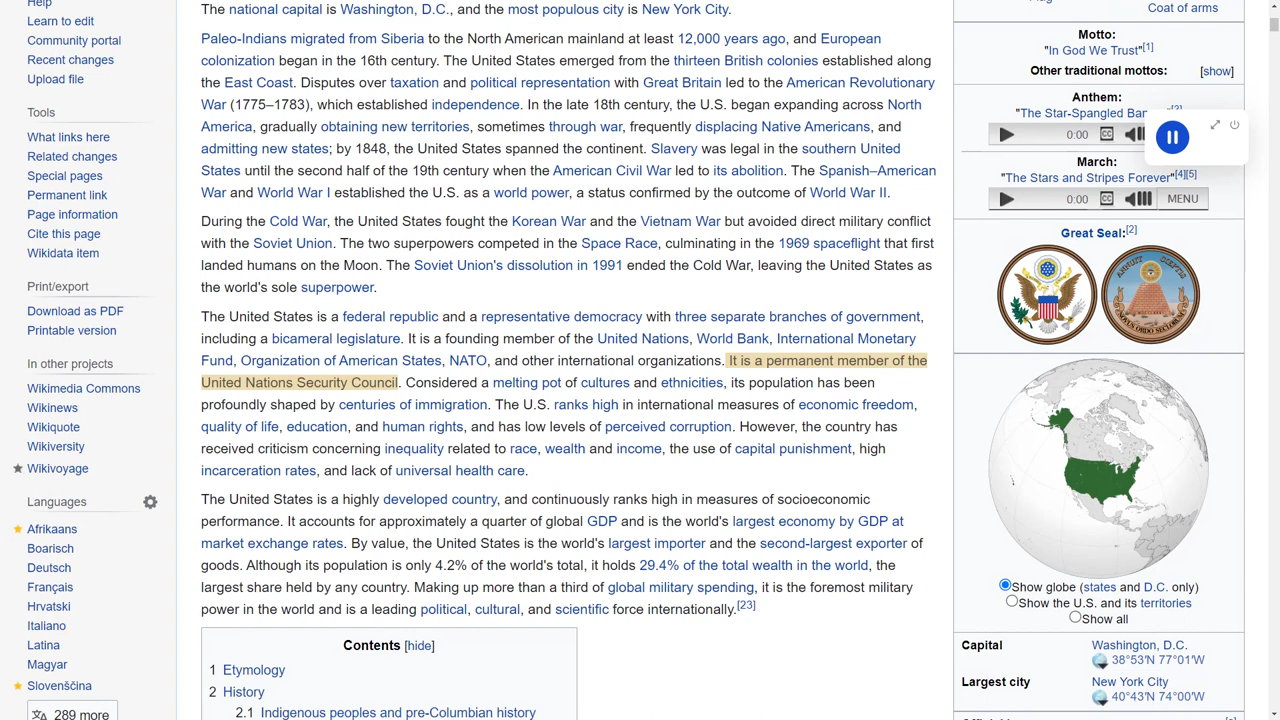 Help
Learn to edit
Community portal
Recent changes
Upload file
Tools
What links here
Related changes
Special pages
Permanent link
Page information
Cite this page
Wikidata item
Print/export
Download as PDF
Printable version
In other projects
Wikimedia Commons
Wikinews
Wikiquote
Wikiversity
Wikivoyage
Languages
Afrikaans
Boarisch
Deutsch
Français
Hrvatski
Italiano
Latina
Magyar
Slovenščina
289 more
The national capital is Washington, D.C., and the most populous city is New York City.
Paleo-Indians migrated from Siberia to the North American mainland at least 12,000 years ago, and European
colonization began in the 16th century. The United States emerged from the thirteen British colonies established along
the East Coast. Disputes over taxation and political representation with Great Britain led to the American Revolutionary
War (1775–1783), which established independence. In the late 18th century, the U.S. began expanding across North
America, gradually obtaining new territories, sometimes through war, frequently displacing Native Americans, and
admitting new states; by 1848, the United States spanned the continent. Slavery was legal in the southern United
States until the second half of the 19th century when the American Civil War led to its abolition. The Spanish–American
War and World War I established the U.S. as a world power, a status confirmed by the outcome of World War II.
During the Cold War, the United States fought the Korean War and the Vietnam War but avoided direct military conflict
with the Soviet Union. The two superpowers competed in the Space Race, culminating in the 1969 spaceflight that first
landed humans on the Moon. The Soviet Union's dissolution in 1991 ended the Cold War, leaving the United States as
the world's sole superpower.
The United States is a federal republic and a representative democracy with three separate branches of government,
including a bicameral legislature. It is a founding member of the United Nations, World Bank, International Monetary
Fund, Organization of American States, NATO, and other international organizations. It is a permanent member of the
United Nations Security Council. Considered a melting pot of cultures and ethnicities, its population has been
profoundly shaped by centuries of immigration. The U.S. ranks high in international measures of economic freedom,
quality of life, education, and human rights, and has low levels of perceived corruption. However, the country has
received criticism concerning inequality related to race, wealth and income, the use of capital punishment, high
incarceration rates, and lack of universal health care.
The United States is a highly developed country, and continuously ranks high in measures of socioeconomic
performance. It accounts for approximately a quarter of global GDP and is the world's largest economy by GDP at
market exchange rates. By value, the United States is the world's largest importer and the second-largest exporter of
goods. Although its population is only 4.2% of the world's total, it holds 29.4% of the total wealth in the world, the
largest share held by any country. Making up more than a third of global military spending, it is the foremost military
power in the world and is a leading political, cultural, and scientific force internationally.[23]
Contents [hide]
1 Etymology
2 History
2.1 Indigenous peoples and pre-Columbian history
Coat of arms
Motto:
"In God We Trust"[1]
Other traditional mottos: [show]
Anthem:
"The Star-Spangled Ban
0:00
CC
March:
"The Stars and Stripes Forever"[4][5]
0:00
CC
MENU
Great Seal:[2]
ANNUIT COEPTIS
NOVUS ORDO SECLORUM
Show globe (states and D.C. only)
Show the U.S. and its territories
Show all
Capital Washington, D.C.
38°53′N 77°01′W
Largest city New York City
40°43′N 74°00′W